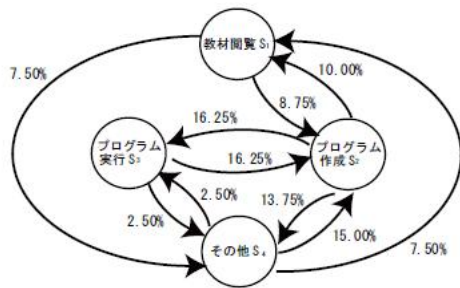 教材閲覧 S₁
7.50%
10.00%
8.75%
16.25%
プログラム
実行 S₃
プログラム
作成 S₂
16.25%
2.50%
13.75%
2.50%
15.00%
その他 S₄
7.50%